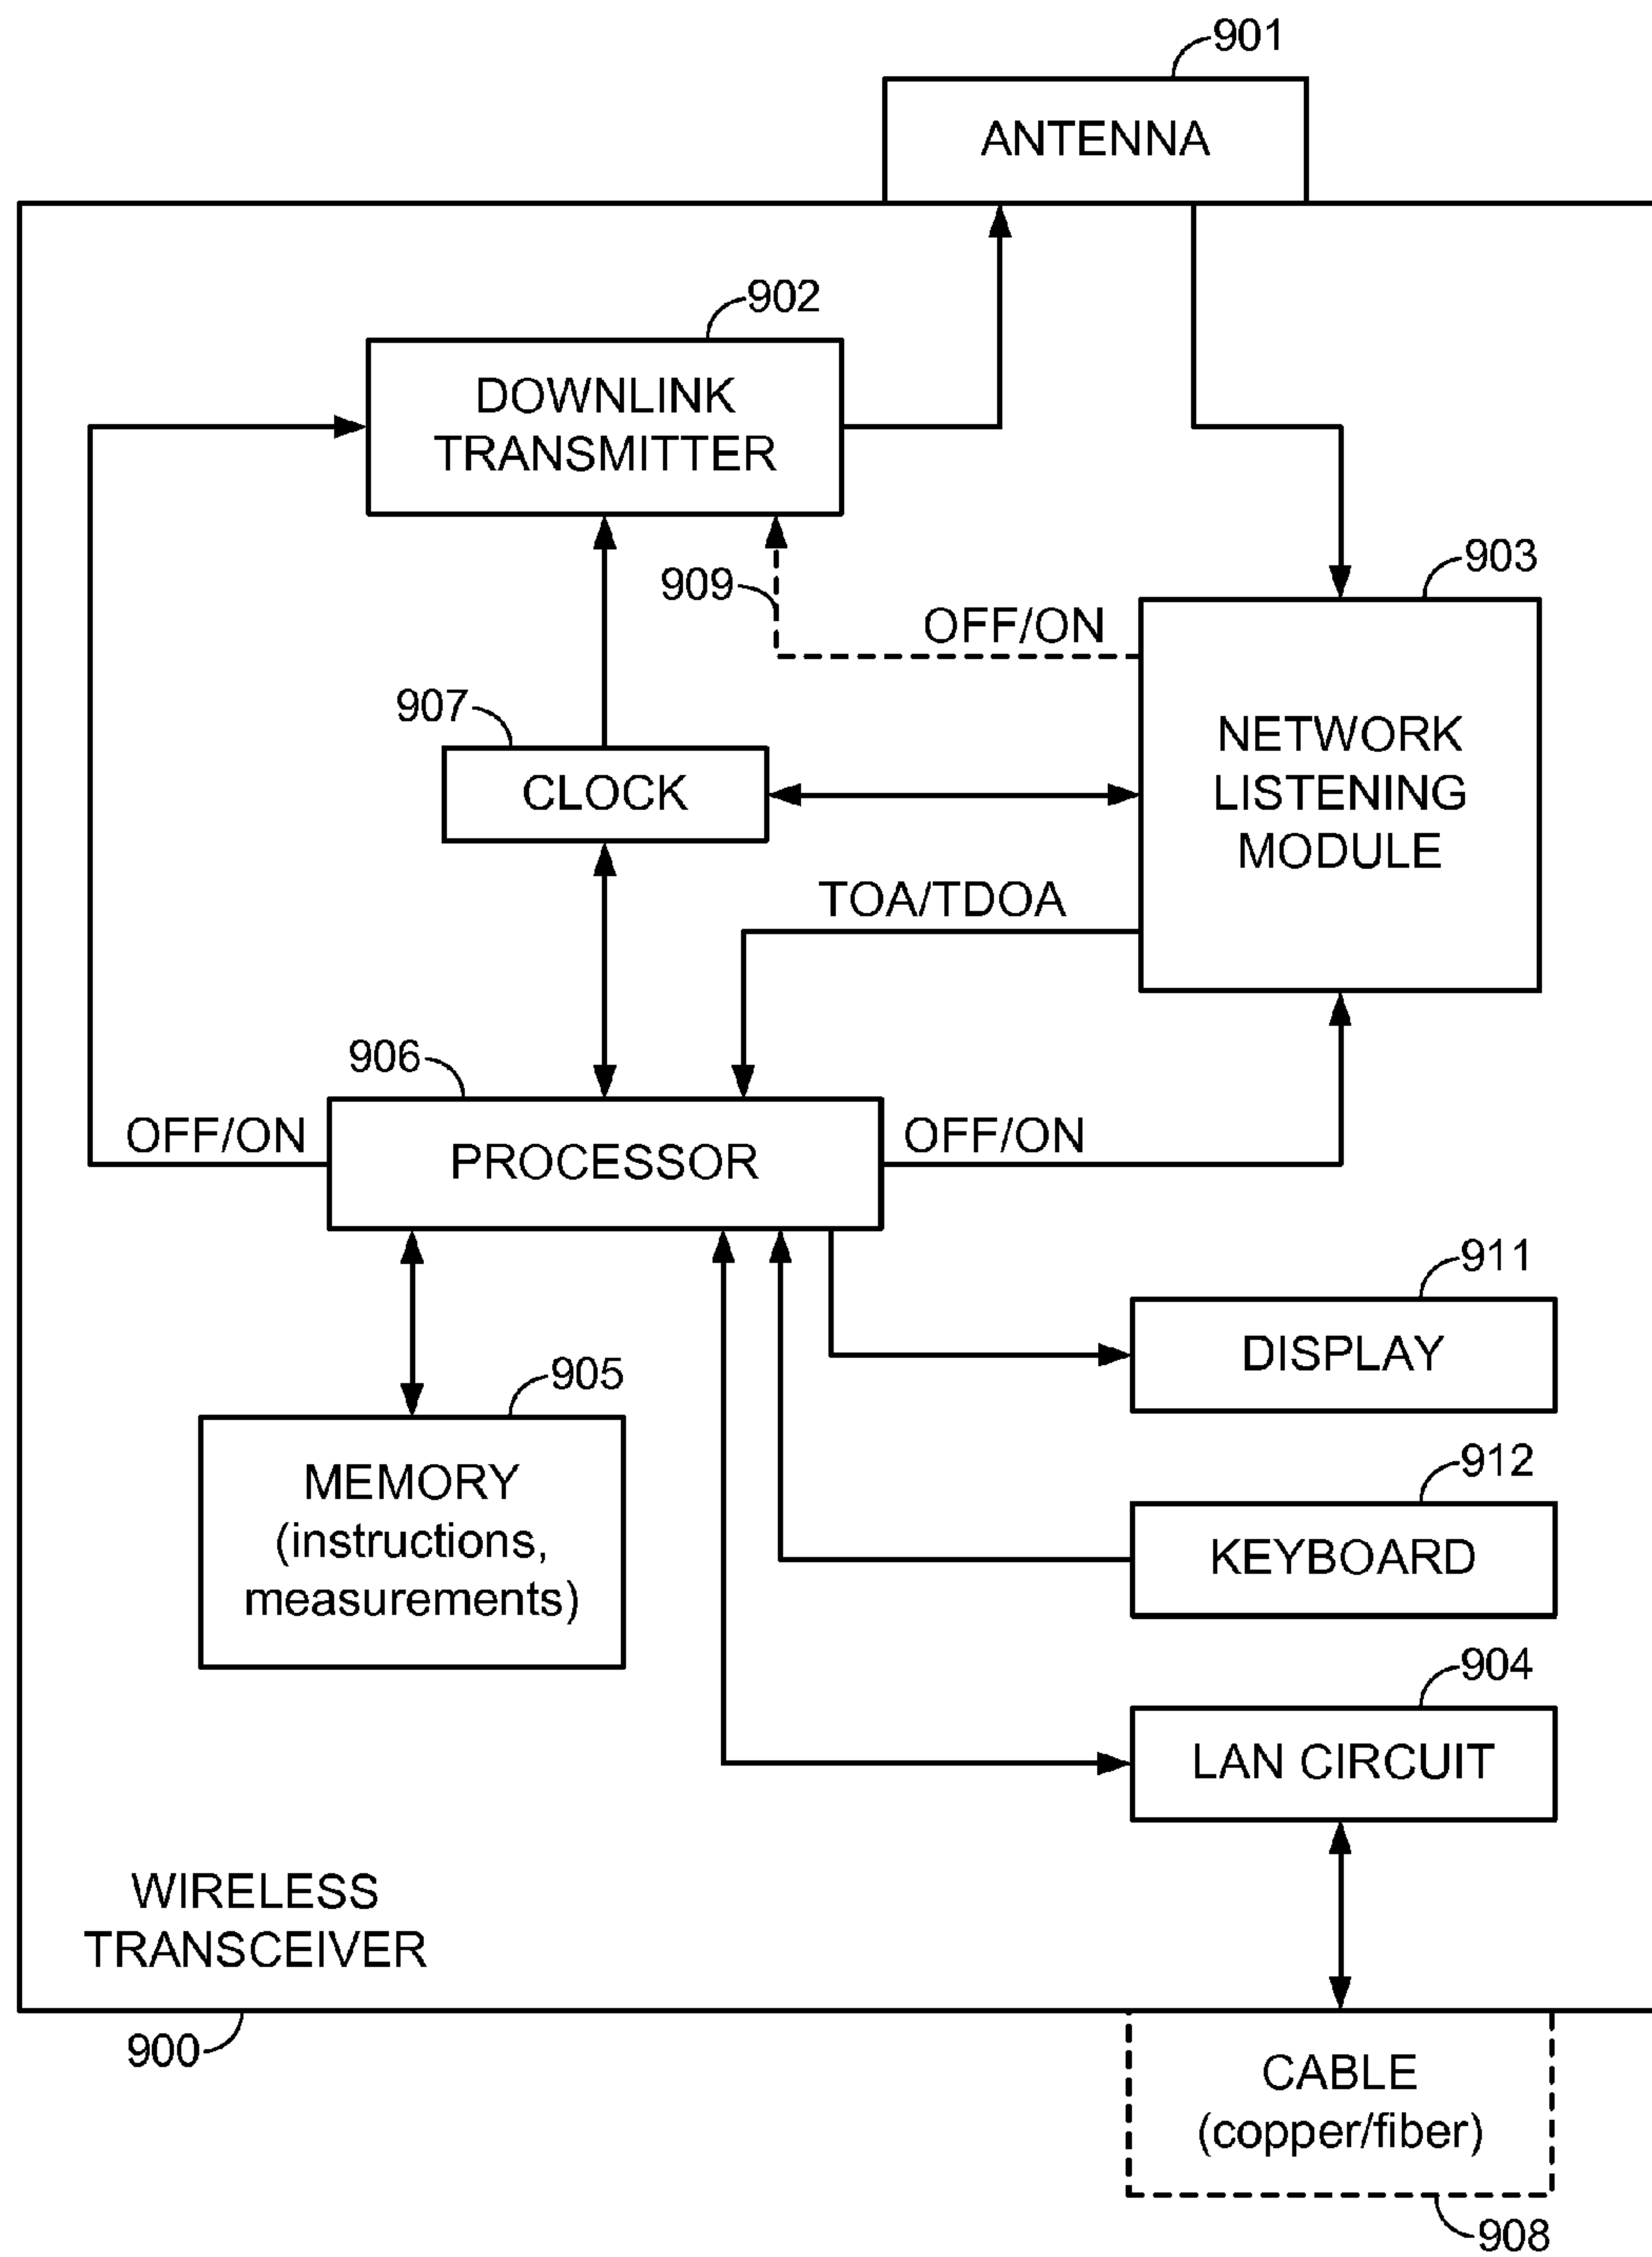 901
ANTENNA
902
DOWNLINK
TRANSMITTER
903
909
OFF/ON
907
NETWORK
LISTENING
MODULE
CLOCK
TOA/TDOA
906
OFF/ON
PROCESSOR
OFF/ON
911
DISPLAY
905
MEMORY
(instructions,
measurements)
912
KEYBOARD
904
LAN CIRCUIT
WIRELESS
TRANSCEIVER
900
CABLE
(copper/fiber)
908